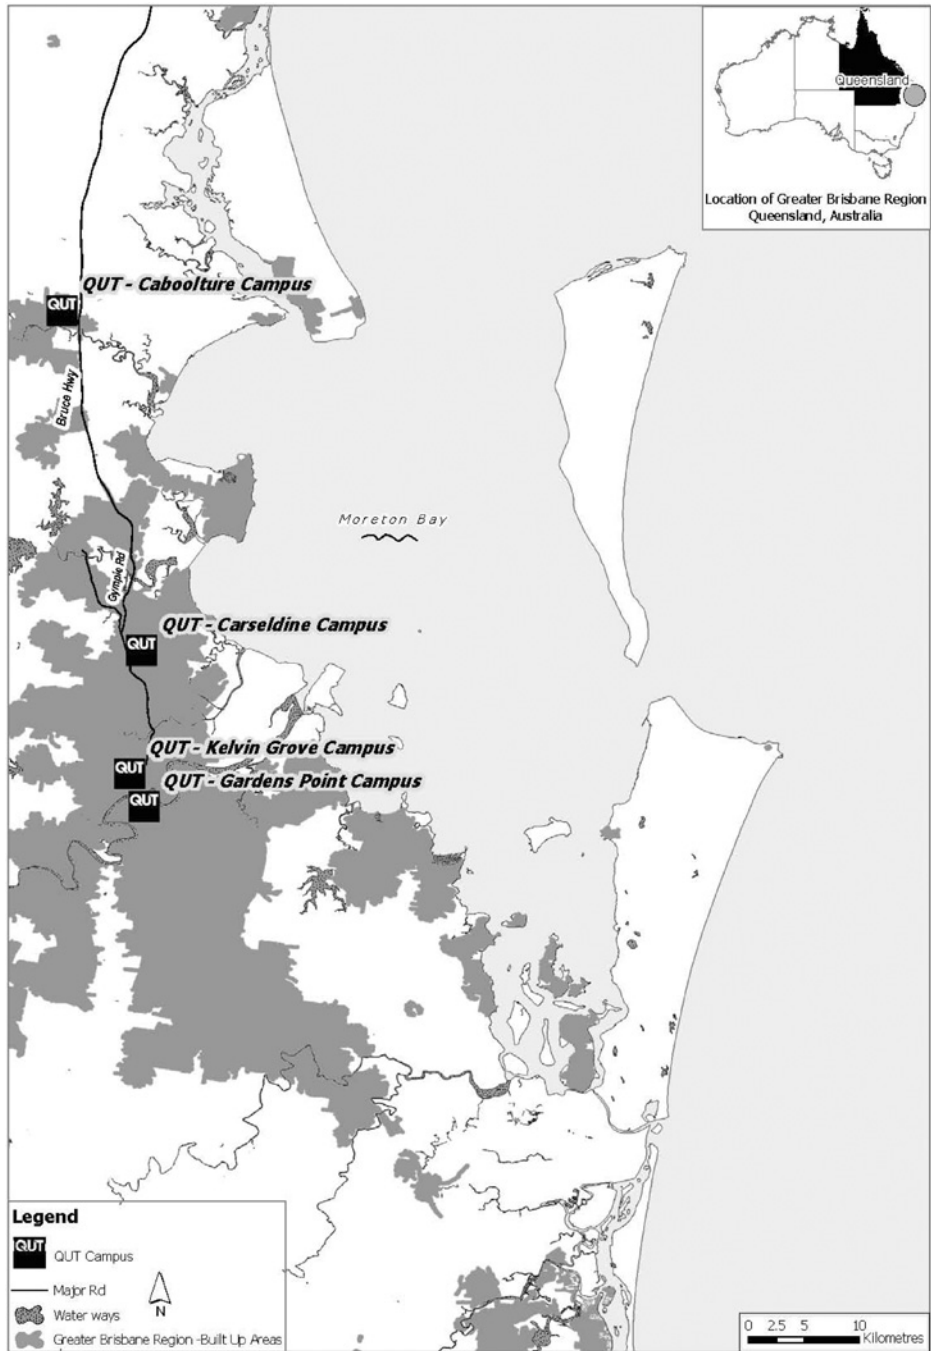 Queensland
Location of Greater Brisbane Region
Queensland, Australia
QUT - Caboolture Campus
QUT
Bruce Hwy
Moreton Bay
Gympie Rd
QUT - Carseldine Campus
QUT
QUT - Kelvin Grove Campus
QUT
QUT - Gardens Point Campus
QUT
Legend
QUT
QUT Campus
Major Rd
N
Water ways
Greater Brisbane Region -Built Up Areas
0 2.5 5 10
Kilometres